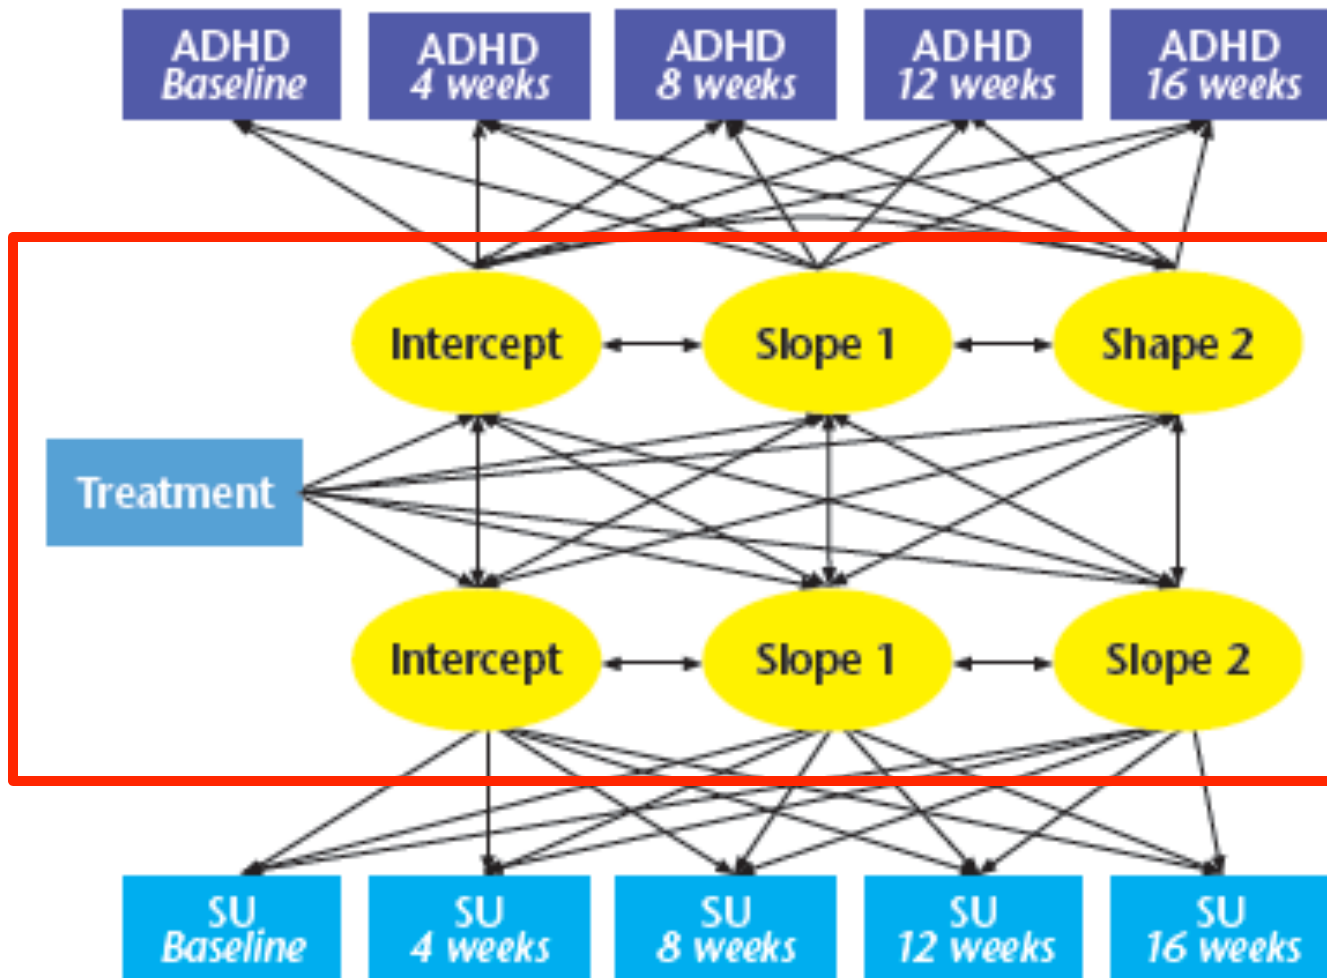 ADHD
Baseline
ADHD
4 weeks
ADHD
8 weeks
ADHD
12 weeks
ADHD
16 weeks
Intercept
Slope 1
Shape 2
Treatment
Intercept
Slope 1
Slope 2
SU
Baseline
SU
4 weeks
SU
8 weeks
SU
12 weeks
SU
16 weeks